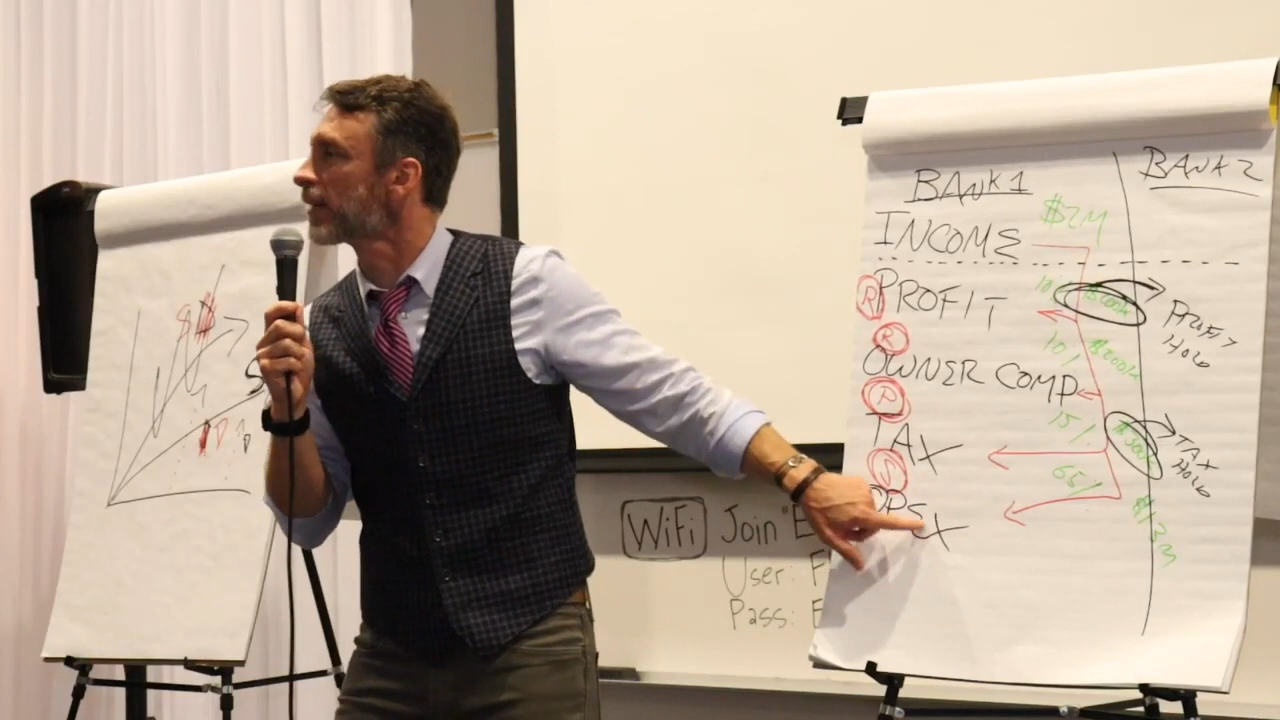 BANK 1
BANK 2
INCOME
$2M
R
PROFIT
10%
$200K
PROFIT
HOLD
R
10%
$200K
OWNER COMP
R
15%
$300K
TAX
HOLD
TAX
S
65%
$1.3M
OPEX
WiFi
Join "E
User: F
Pass: E
$